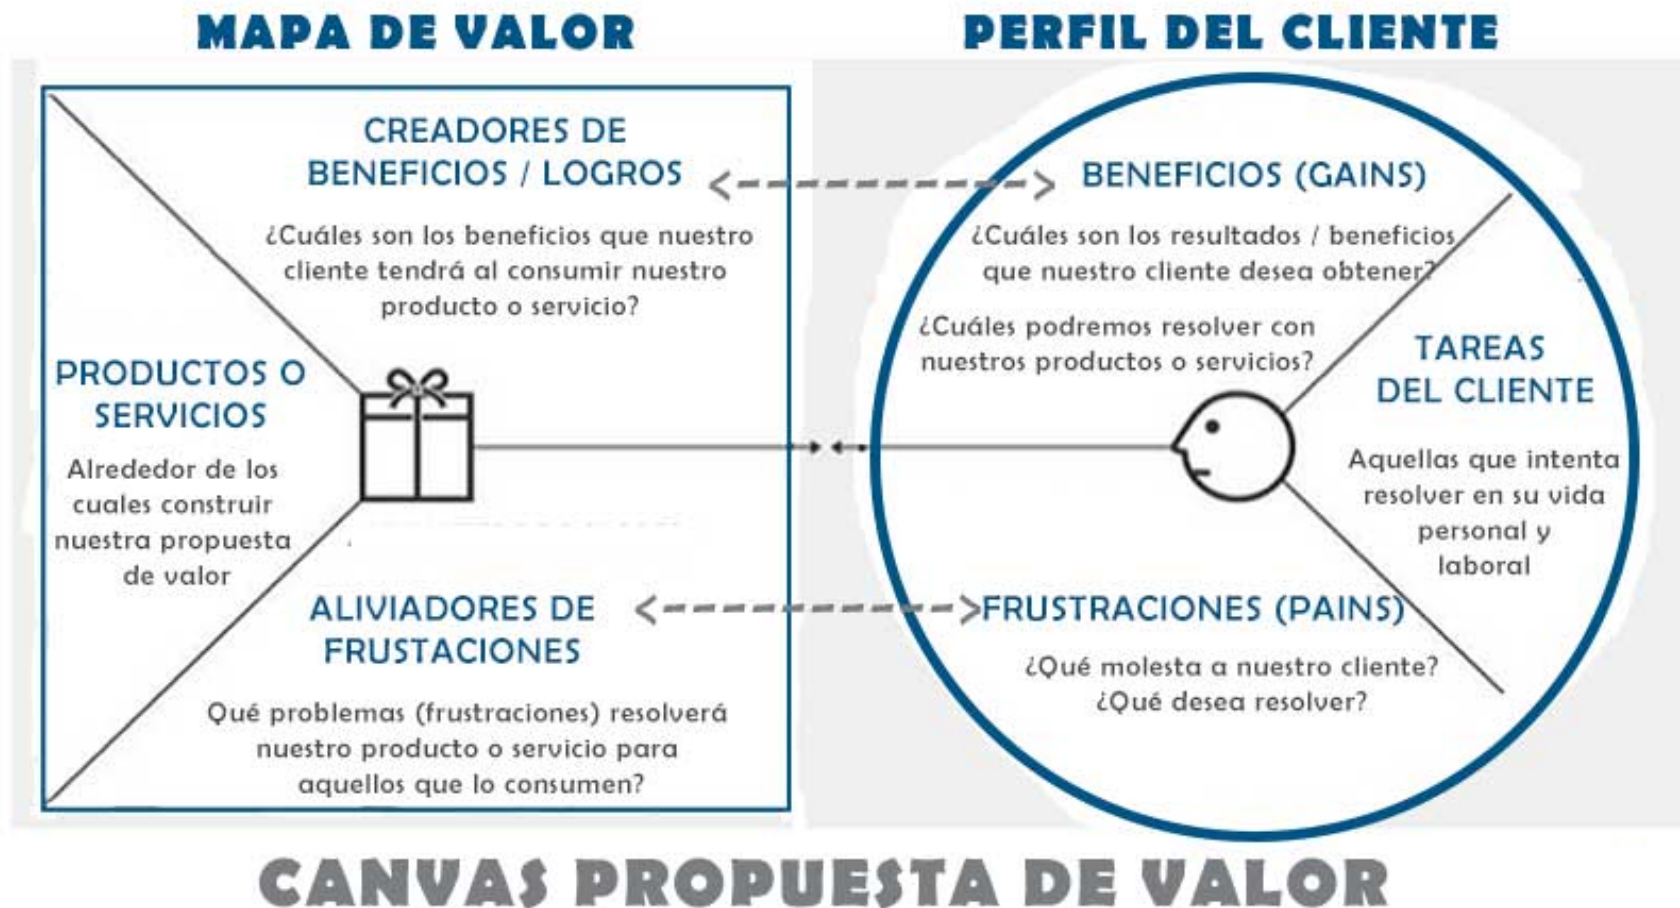 MAPA DE VALOR
CREADORES DE
BENEFICIOS / LOGROS
¿Cuáles son los beneficios que nuestro
cliente tendrá al consumir nuestro
producto o servicio?
PRODUCTOS O
SERVICIOS
Alrededor de los
cuales construir
nuestra propuesta
de valor
ALIVIADORES DE
FRUSTACIONES
Qué problemas (frustraciones) resolverá
nuestro producto o servicio para
aquellos que lo consumen?
PERFIL DEL CLIENTE
BENEFICIOS (GAINS)
¿Cuáles son los resultados / beneficios
que nuestro cliente desea obtener?
¿Cuáles podremos resolver con
nuestros productos o servicios?
TAREAS
DEL CLIENTE
Aquellas que intenta
resolver en su vida
personal y
laboral
FRUSTRACIONES (PAINS)
¿Qué molesta a nuestro cliente?
¿Qué desea resolver?
CANVAS PROPUESTA DE VALOR